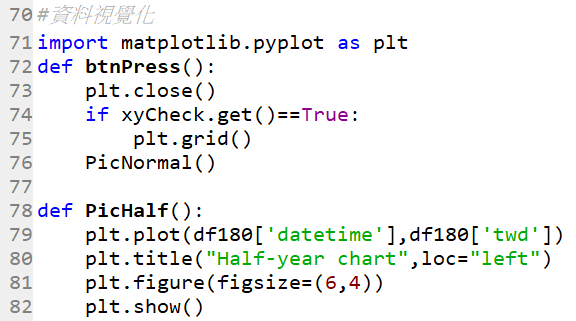 70 #資料視覺化
71 import matplotlib.pyplot as plt
72 def btnPress():
73     plt.close()
74     if xyCheck.get()==True:
75         plt.grid()
76     PicNormal()
77
78 def PicHalf():
79     plt.plot(df180['datetime'],df180['twd'])
80     plt.title("Half-year chart",loc="left")
81     plt.figure(figsize=(6,4))
82     plt.show()